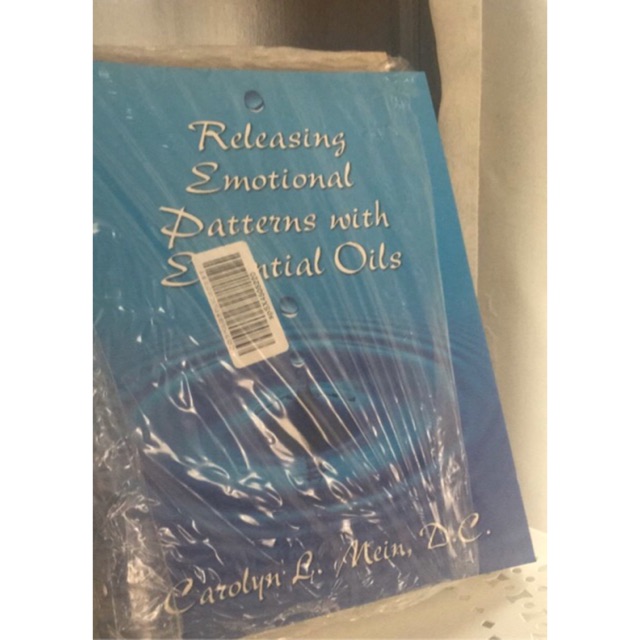 Releasing
Emotional
Patterns with
Oils
Carolyn L. Mein, D.C.